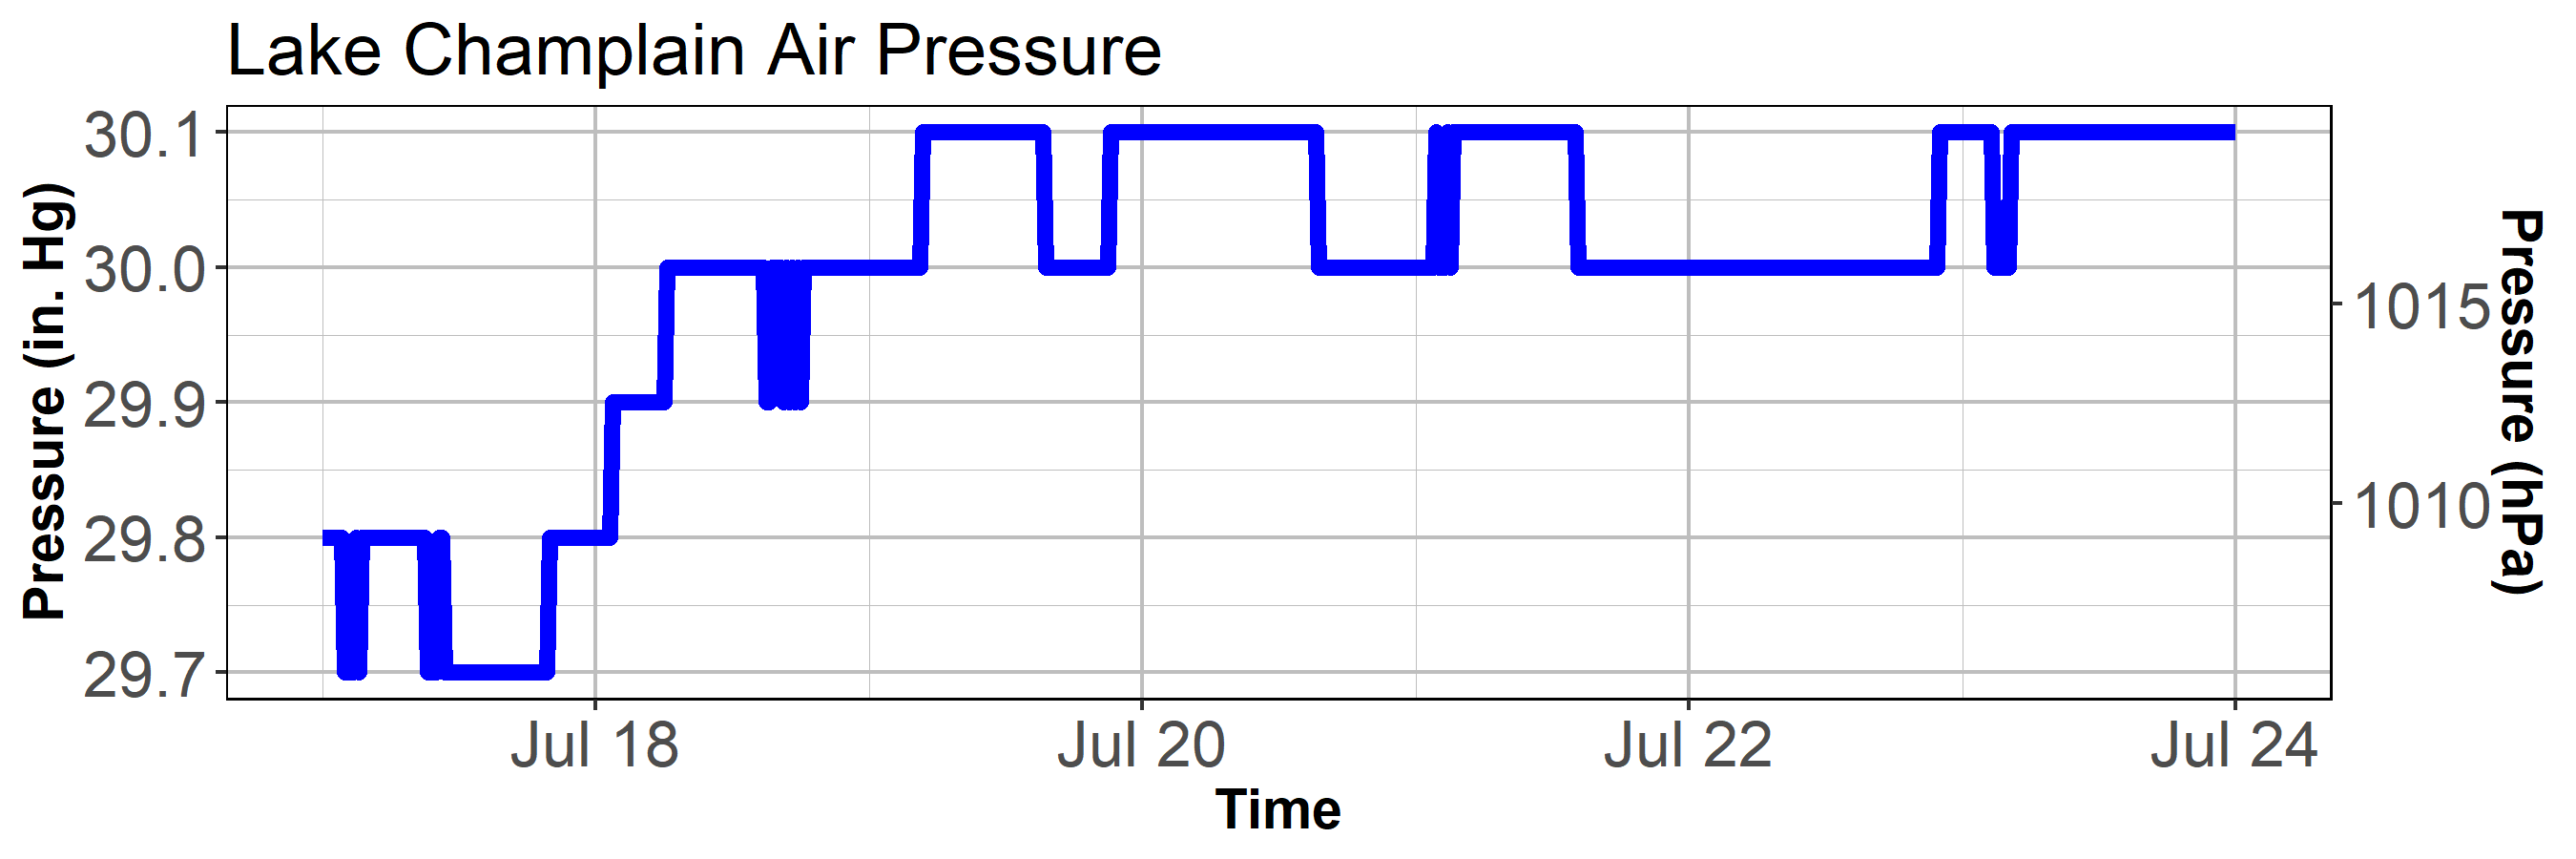 Lake Champlain Air Pressure
Pressure (in. Hg)
30.1
30.0
29.9
29.8
29.7
1015
1010
Pressure (hPa)
Jul 18
Jul 20
Jul 22
Jul 24
Time